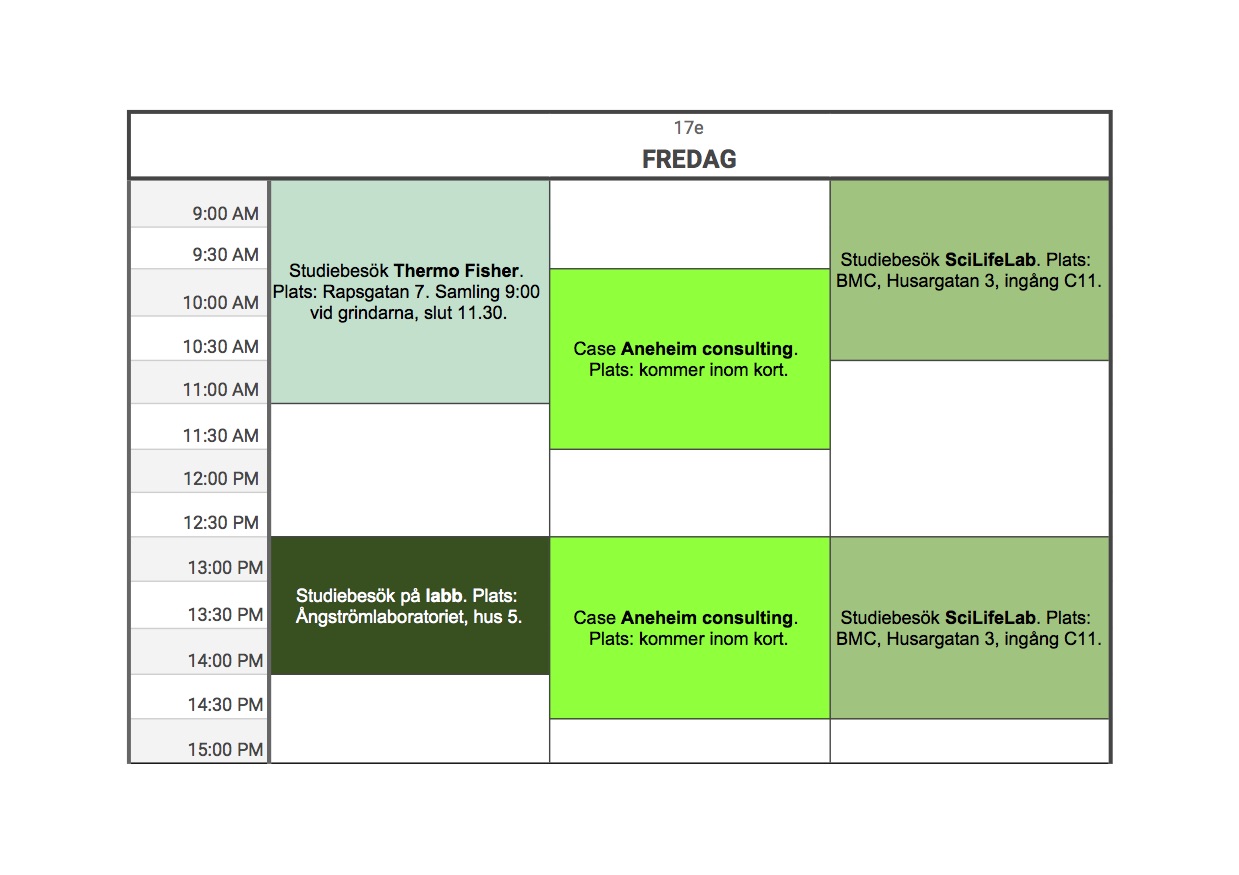 17e
FREDAG
9:00 AM
9:30 AM
10:00 AM
10:30 AM
11:00 AM
11:30 AM
12:00 PM
12:30 PM
13:00 PM
13:30 PM
14:00 PM
14:30 PM
15:00 PM
Studiebesök Thermo Fisher.
Plats: Rapsgatan 7. Samling 9:00
vid grindarna, slut 11.30.
Studiebesök på labb. Plats:
Ångströmlaboratoriet, hus 5.
Case Aneheim consulting.
Plats: kommer inom kort.
Case Aneheim consulting.
Plats: kommer inom kort.
Studiebesök SciLifeLab. Plats:
BMC, Husargatan 3, ingång C11.
Studiebesök SciLifeLab. Plats:
BMC, Husargatan 3, ingång C11.